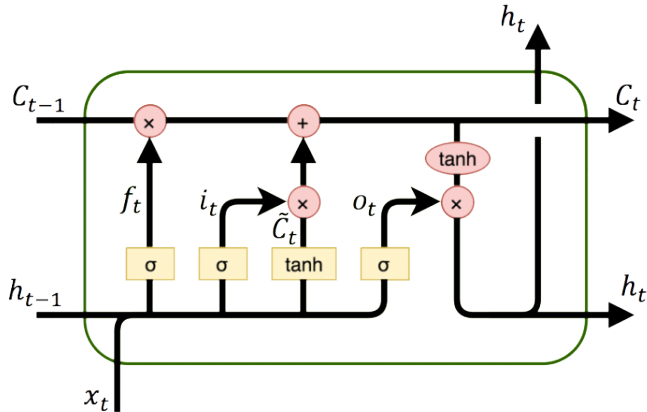 h_t
C_{t-1} × + C_t
tanh
f_t i_t × o_t ×
C̃_t
σ σ tanh σ
h_{t-1} h_t
x_t